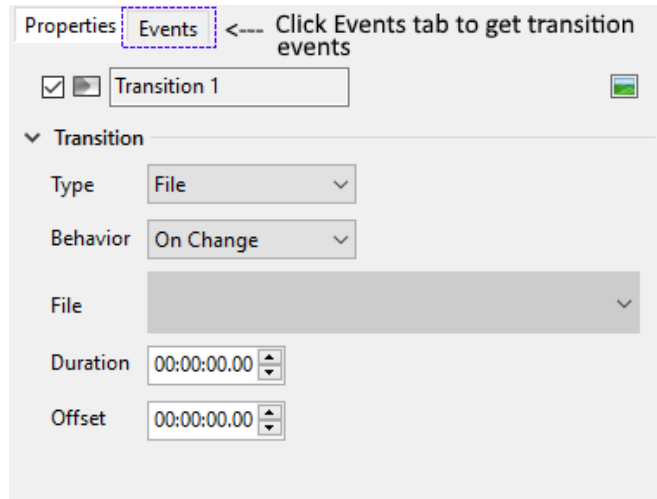 Properties Events <--- Click Events tab to get transition
events
Transition 1
Transition
Type File
Behavior On Change
File
Duration 00:00:00.00
Offset 00:00:00.00